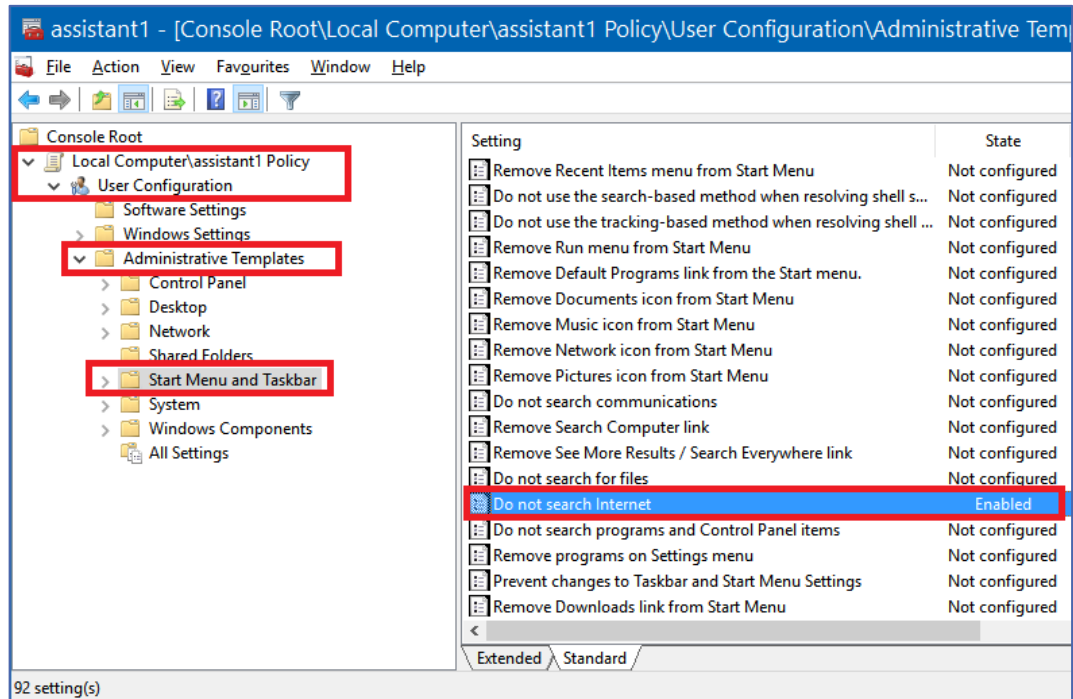 assistant1 - [Console Root\Local Computer\assistant1 Policy\User Configuration\Administrative Tem
File Action View Favourites Window Help
Console Root
Local Computer\assistant1 Policy
User Configuration
Software Settings
Windows Settings
Administrative Templates
Control Panel
Desktop
Network
Shared Folders
Start Menu and Taskbar
System
Windows Components
All Settings
Setting State
Remove Recent Items menu from Start Menu Not configured
Do not use the search-based method when resolving shell s... Not configured
Do not use the tracking-based method when resolving shell ... Not configured
Remove Run menu from Start Menu Not configured
Remove Default Programs link from the Start menu. Not configured
Remove Documents icon from Start Menu Not configured
Remove Music icon from Start Menu Not configured
Remove Network icon from Start Menu Not configured
Remove Pictures icon from Start Menu Not configured
Do not search communications Not configured
Remove Search Computer link Not configured
Remove See More Results / Search Everywhere link Not configured
Do not search for files Not configured
Do not search Internet Enabled
Do not search programs and Control Panel items Not configured
Remove programs on Settings menu Not configured
Prevent changes to Taskbar and Start Menu Settings Not configured
Remove Downloads link from Start Menu Not configured
Extended Standard
92 setting(s)